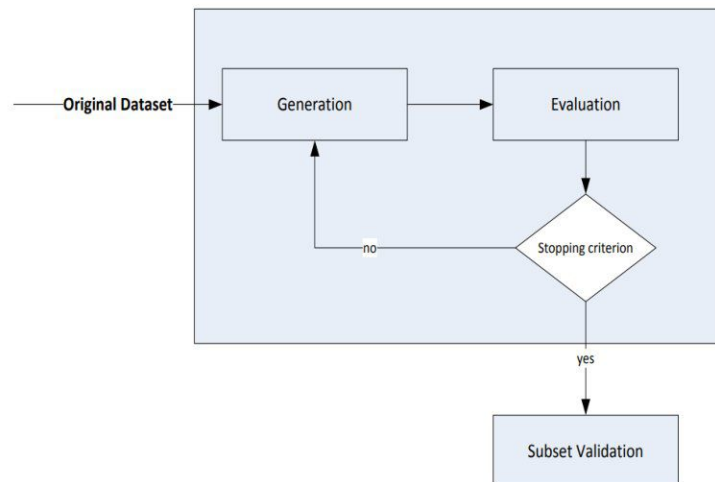 Original Dataset
Generation
Evaluation
Stopping criterion
no
yes
Subset Validation